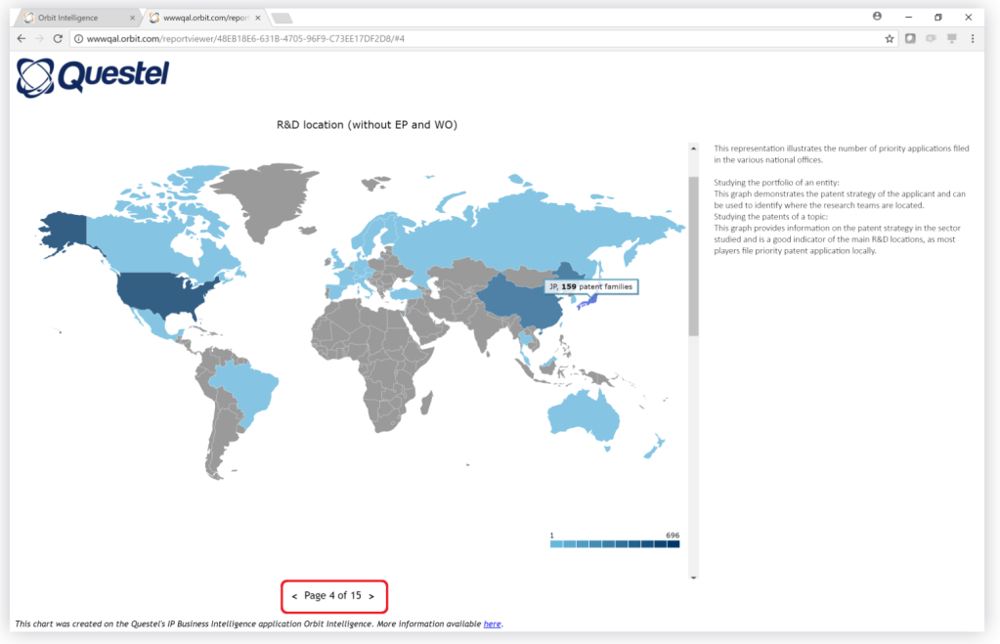 Orbit Intelligence
wwwqal.orbit.com/repor
wwwqal.orbit.com/reportviewer/48EB18E6-631B-4705-96F9-C73EE17DF2D8/#4
Questel
R&D location (without EP and WO)
This representation illustrates the number of priority applications filed
in the various national offices.
Studying the portfolio of an entity:
This graph demonstrates the patent strategy of the applicant and can
be used to identify where the research teams are located.
Studying the patents of a topic:
This graph provides information on the patent strategy in the sector
studied and is a good indicator of the main R&D locations, as most
players file priority patent application locally.
JP, 159 patent families
1 696
< Page 4 of 15 >
This chart was created on the Questel's IP Business Intelligence application Orbit Intelligence. More information available here.